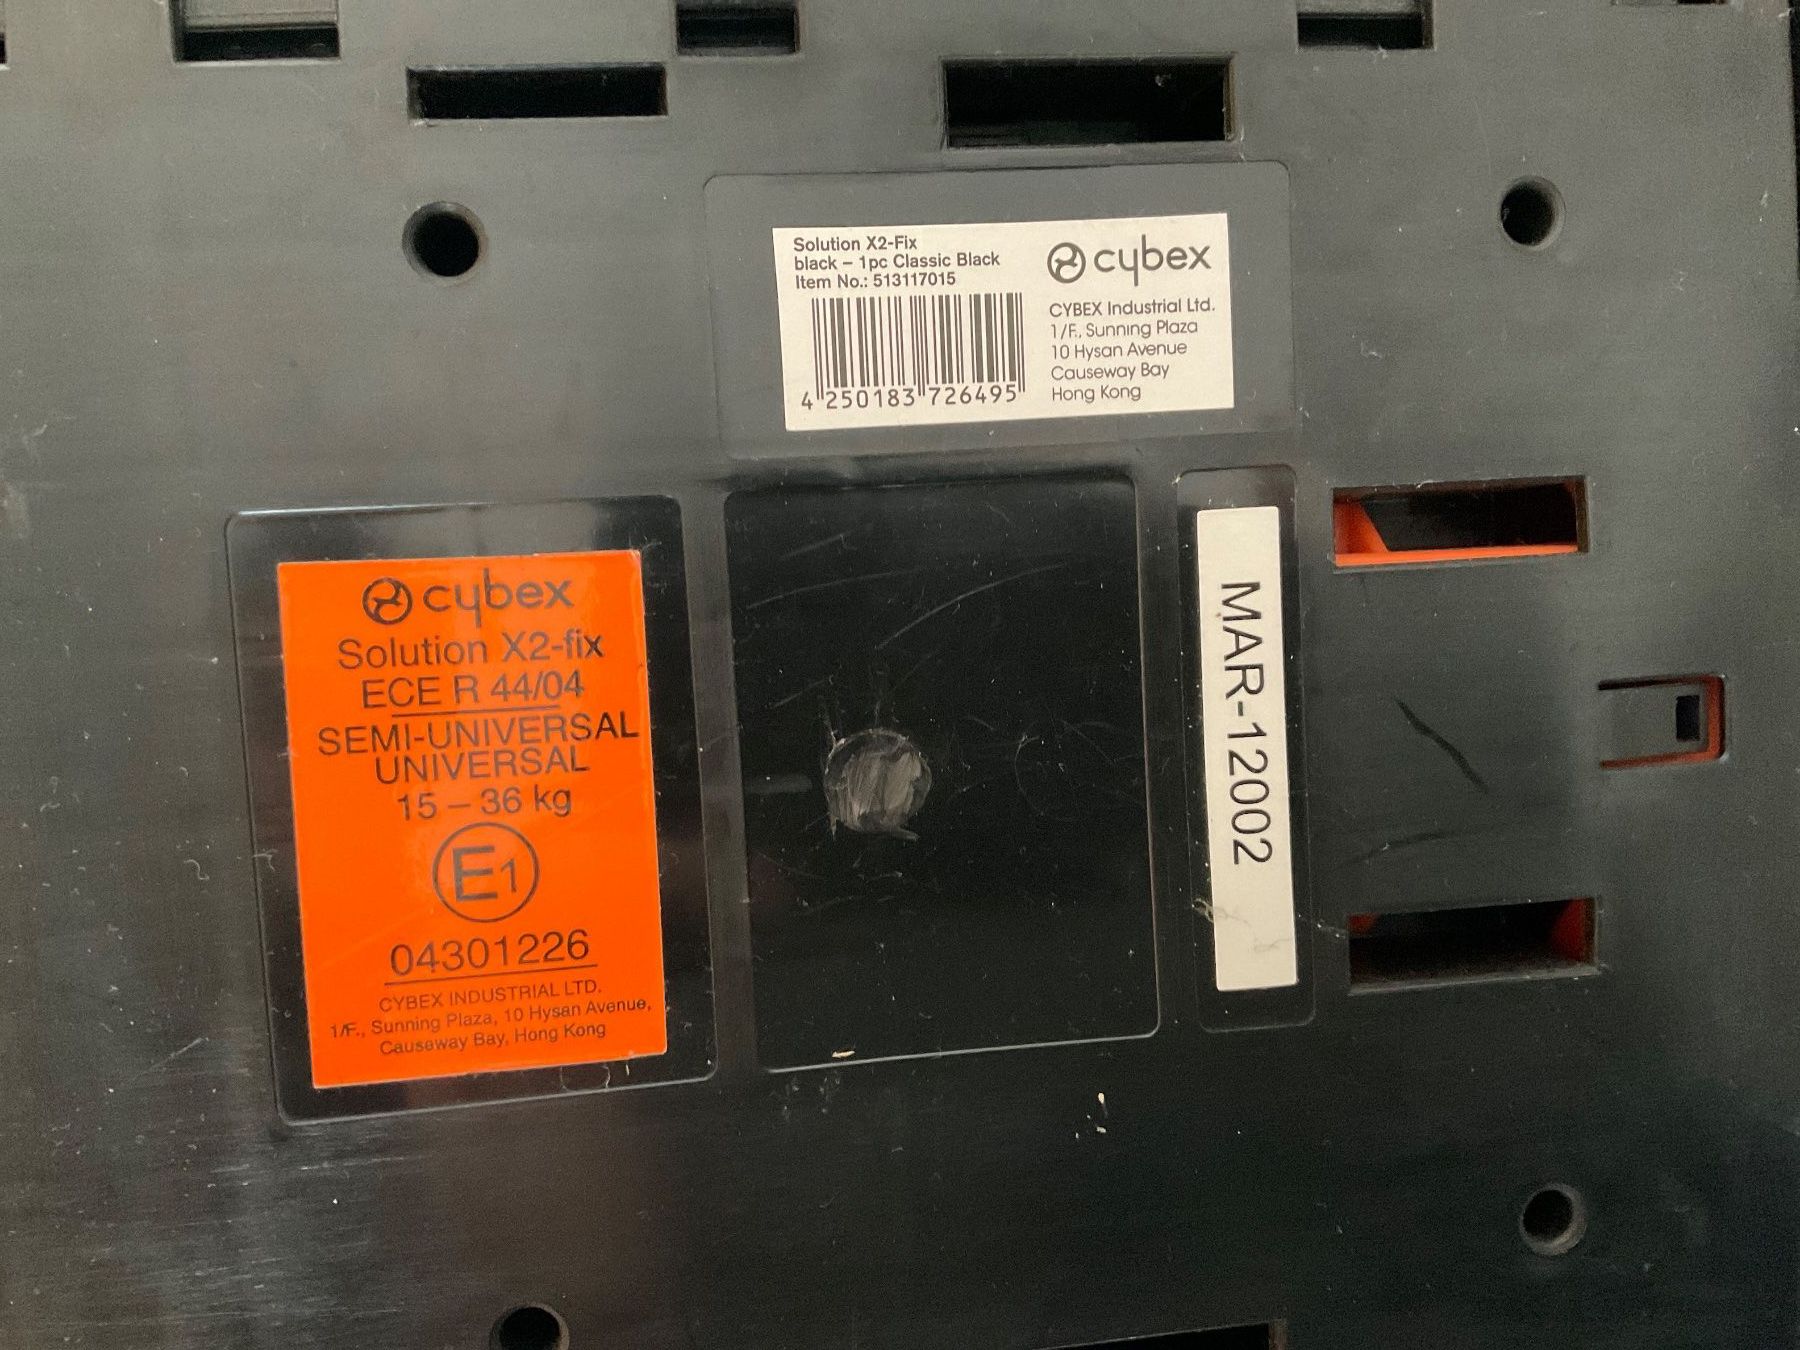 Solution X2-Fix
black – 1pc Classic Black
Item No.: 513117015
4 250183 726495
cybex
CYBEX Industrial Ltd.
1/F., Sunning Plaza
10 Hysan Avenue
Causeway Bay
Hong Kong
cybex
Solution X2-fix
ECE R 44/04
SEMI-UNIVERSAL
UNIVERSAL
15 – 36 kg
E1
04301226
CYBEX INDUSTRIAL LTD.
1/F., Sunning Plaza, 10 Hysan Avenue,
Causeway Bay, Hong Kong
MAR-12002